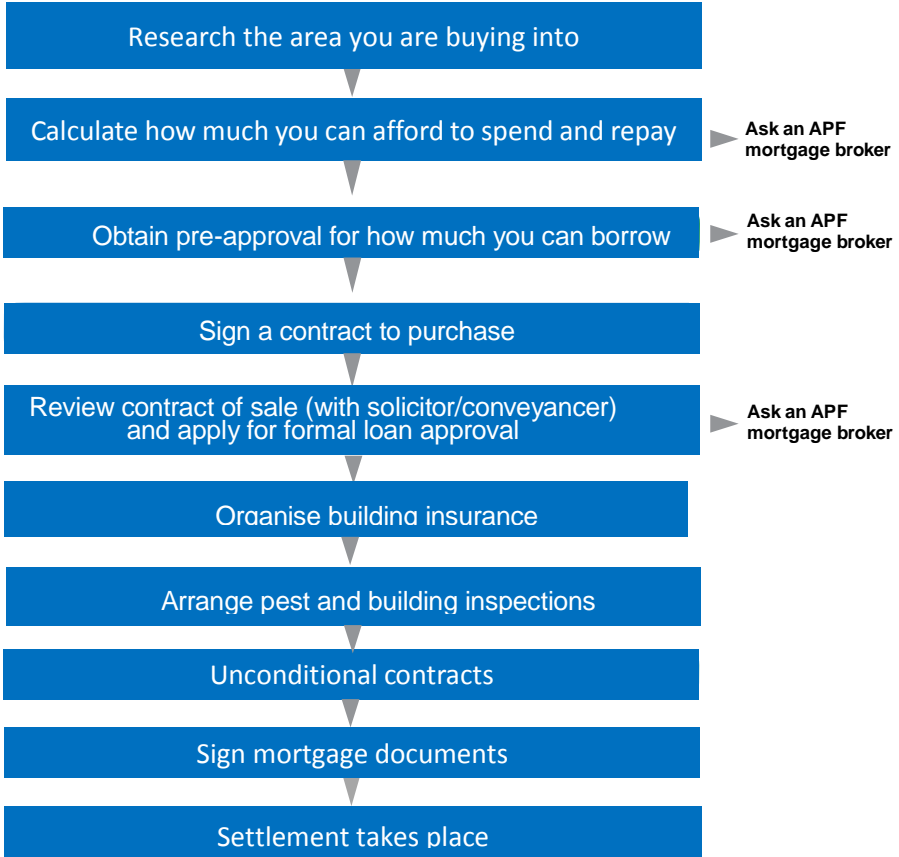 Research the area you are buying into
Calculate how much you can afford to spend and repay
Ask an APF
mortgage broker
Obtain pre-approval for how much you can borrow
Ask an APF
mortgage broker
Sign a contract to purchase
Review contract of sale (with solicitor/conveyancer)
and apply for formal loan approval
Ask an APF
mortgage broker
Organise building insurance
Arrange pest and building inspections
Unconditional contracts
Sign mortgage documents
Settlement takes place